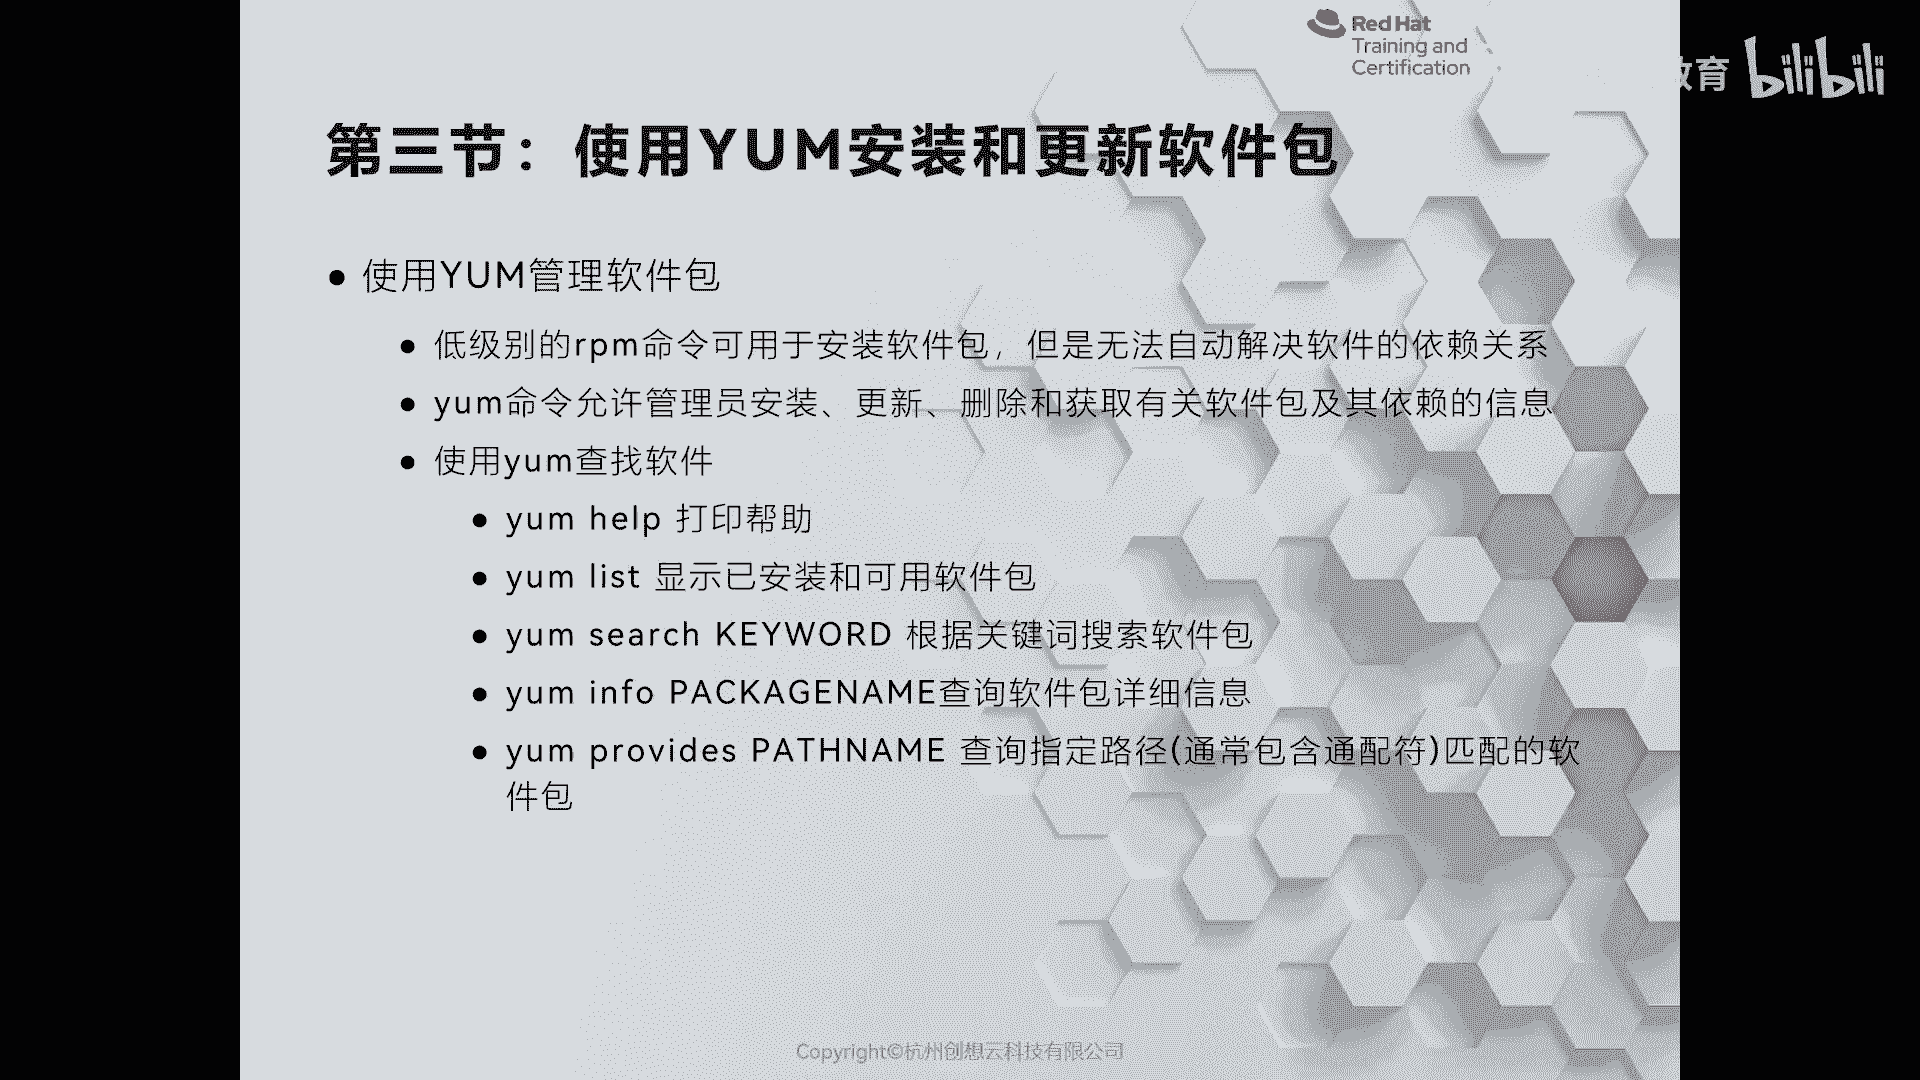 Red Hat
Training and
Certification
教育 bilibili
第三节：使用YUM安装和更新软件包
● 使用YUM管理软件包
● 低级别的rpm命令可用于安装软件包，但是无法自动解决软件的依赖关系
● yum命令允许管理员安装、更新、删除和获取有关软件包及其依赖的信息
● 使用yum查找软件
● yum help 打印帮助
● yum list 显示已安装和可用软件包
● yum search KEYWORD 根据关键词搜索软件包
● yum info PACKAGENAME查询软件包详细信息
● yum provides PATHNAME 查询指定路径(通常包含通配符)匹配的软
件包
Copyright©杭州创想云科技有限公司